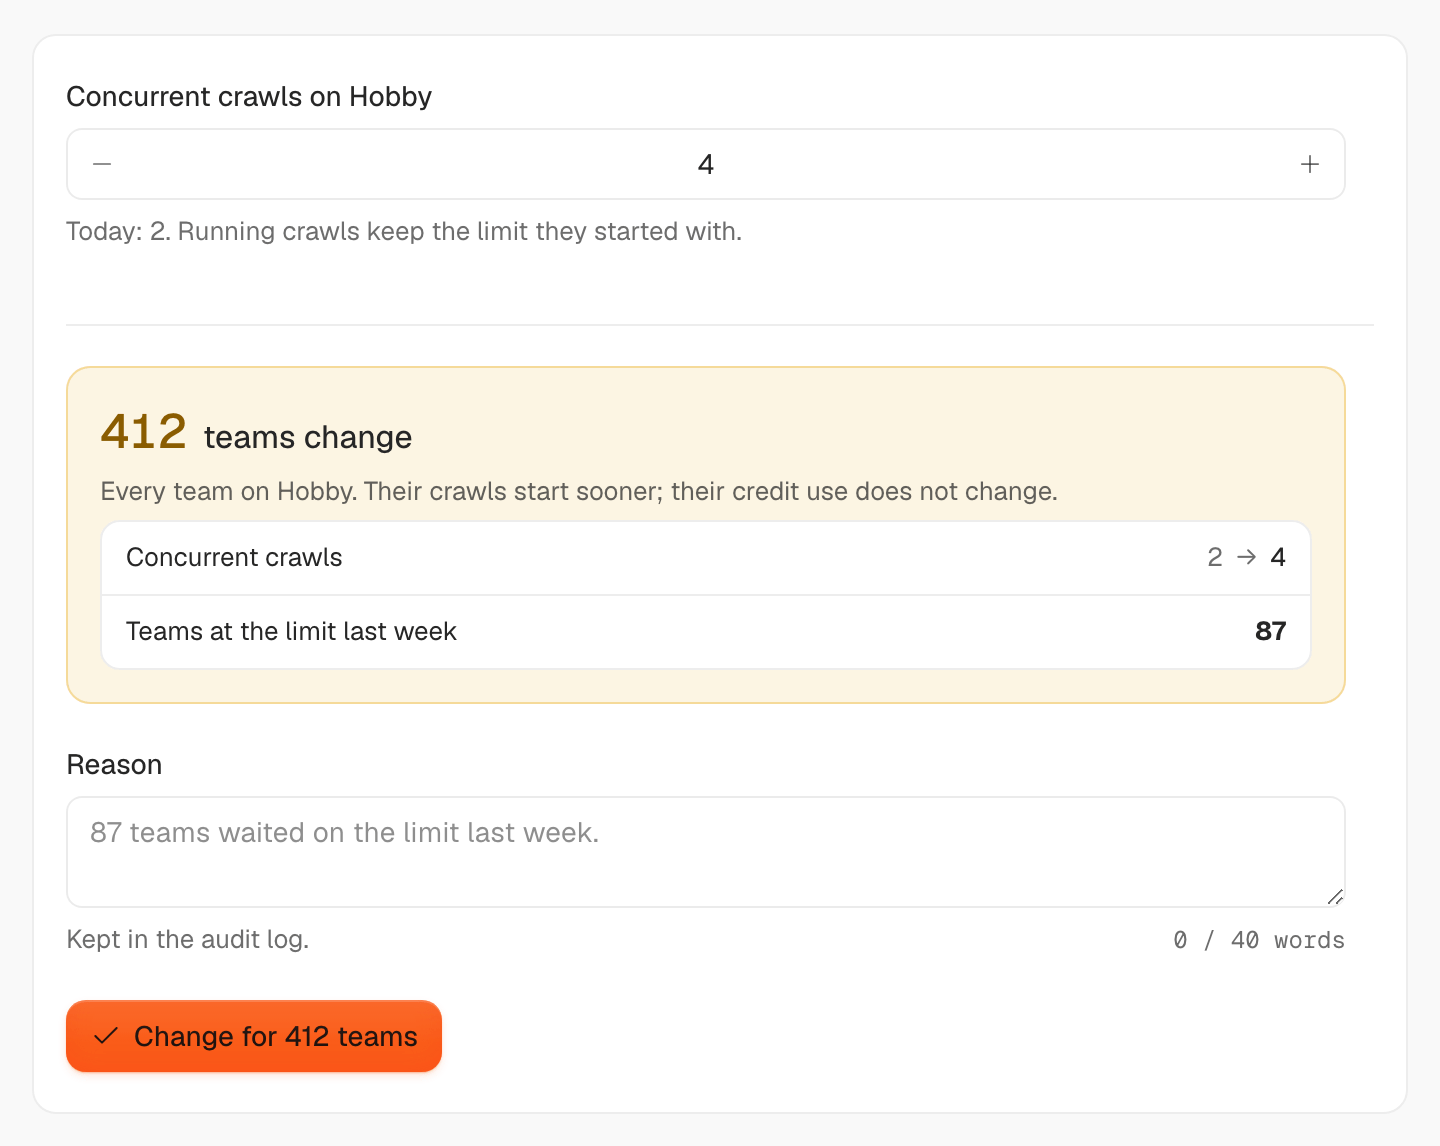 Concurrent crawls on Hobby
4
Today: 2. Running crawls keep the limit they started with.
412 teams change
Every team on Hobby. Their crawls start sooner; their credit use does not change.
Concurrent crawls 2 → 4
Teams at the limit last week 87
Reason
87 teams waited on the limit last week.
Kept in the audit log. 0 / 40 words
Change for 412 teams